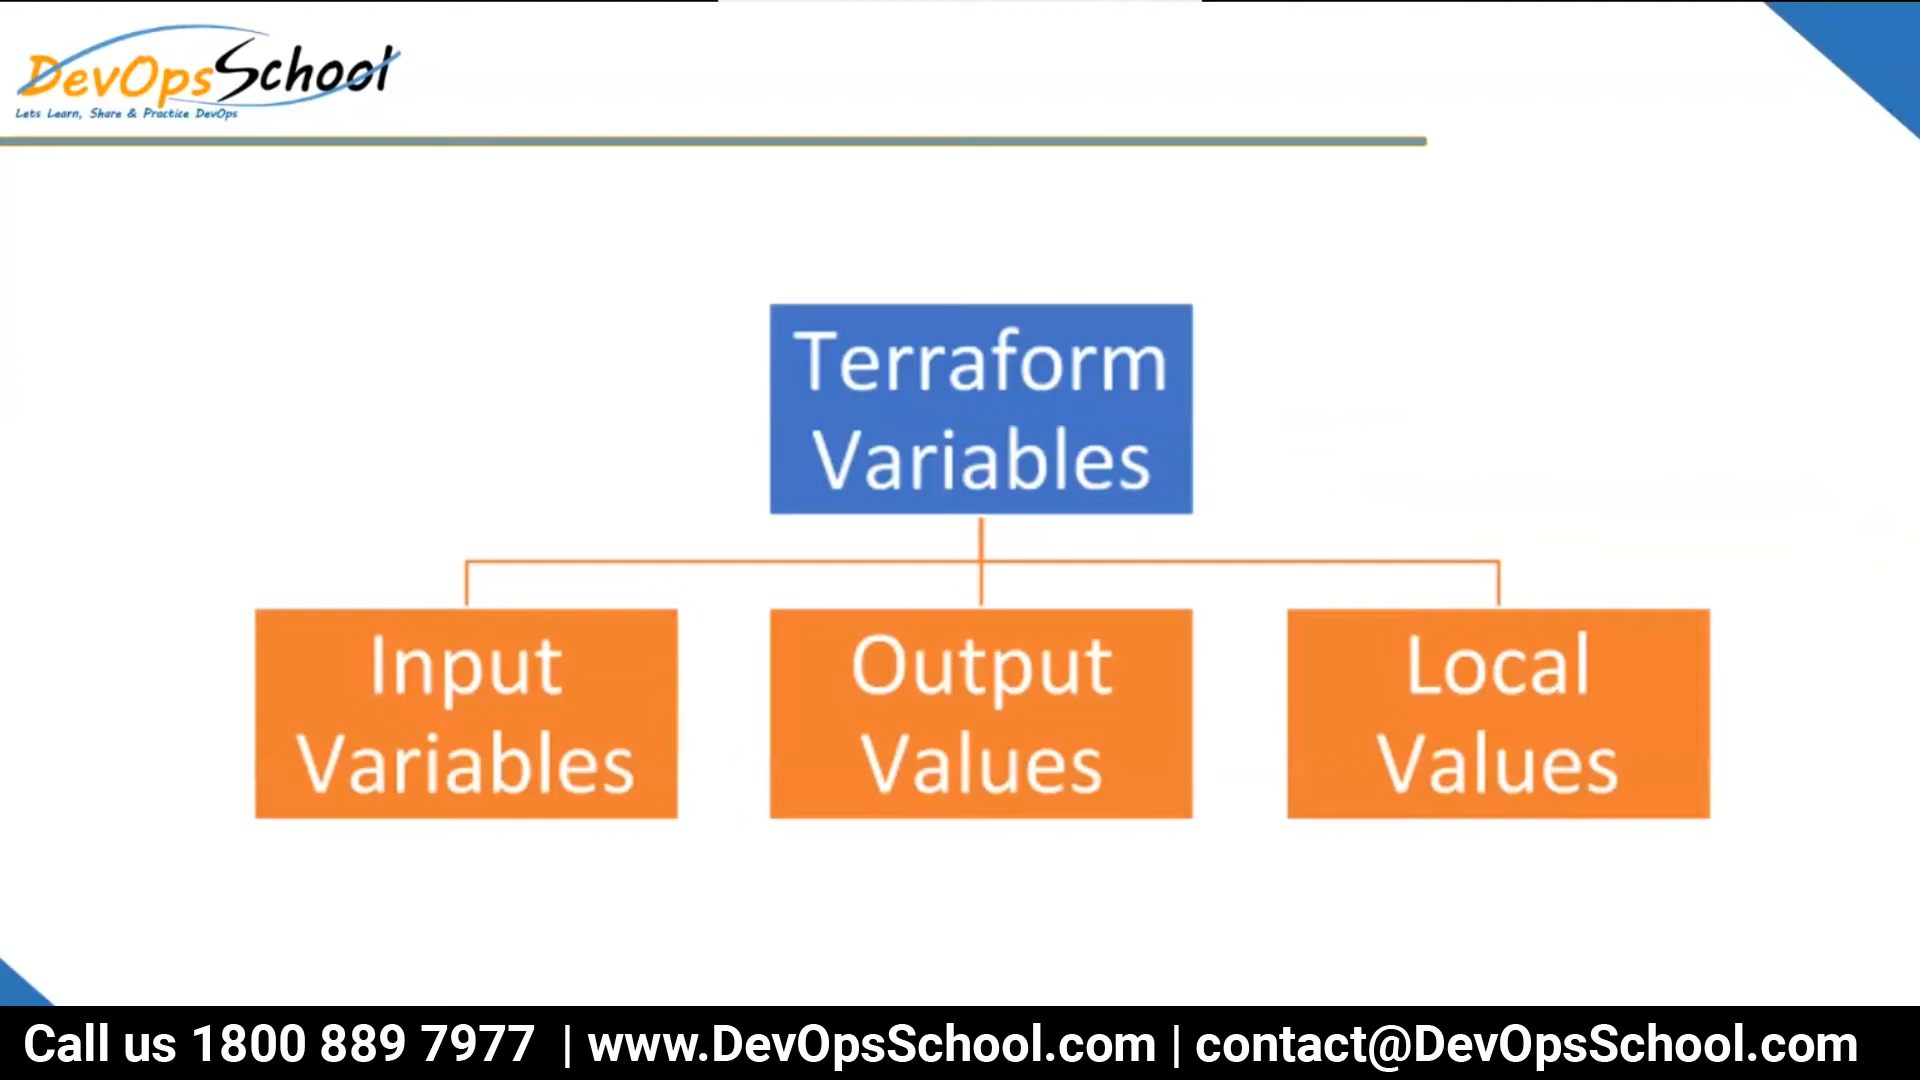 DevOpsSchool
Lets Learn, Share & Practice DevOps
Terraform
Variables
Input
Variables
Output
Values
Local
Values
Call us 1800 889 7977 | www.DevOpsSchool.com | contact@DevOpsSchool.com